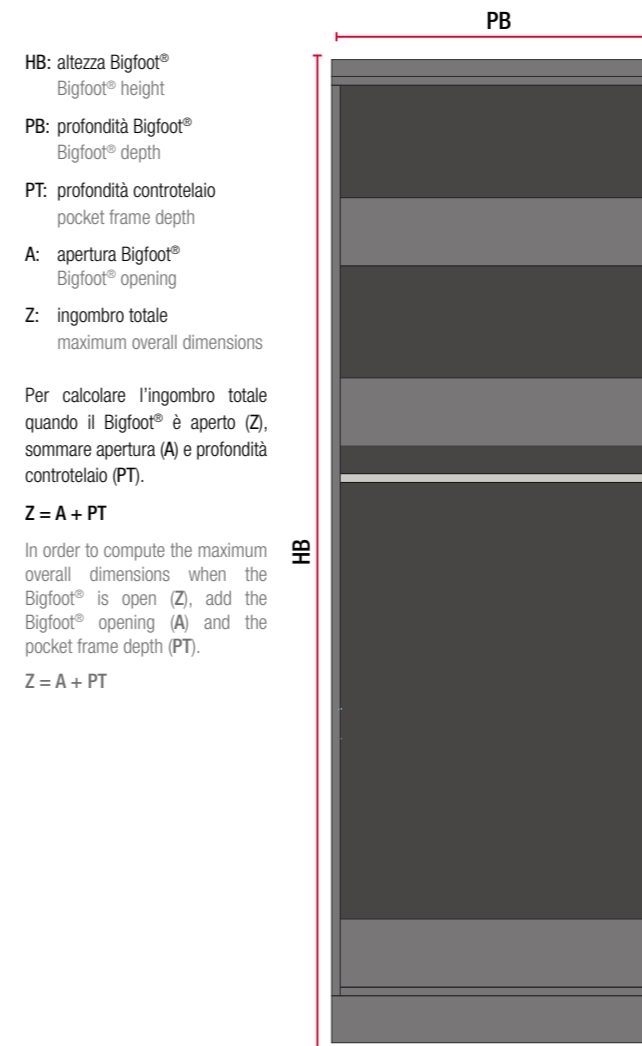 PB
HB: altezza Bigfoot®
Bigfoot® height
PB: profondità Bigfoot®
Bigfoot® depth
PT: profondità controtelaio
pocket frame depth
A: apertura Bigfoot®
Bigfoot® opening
Z: ingombro totale
maximum overall dimensions
Per calcolare l'ingombro totale
quando il Bigfoot® è aperto (Z),
sommare apertura (A) e profondità
controtelaio (PT).
Z = A + PT
In order to compute the maximum
overall dimensions when the
Bigfoot® is open (Z), add the
Bigfoot® opening (A) and the
pocket frame depth (PT).
Z = A + PT
HB